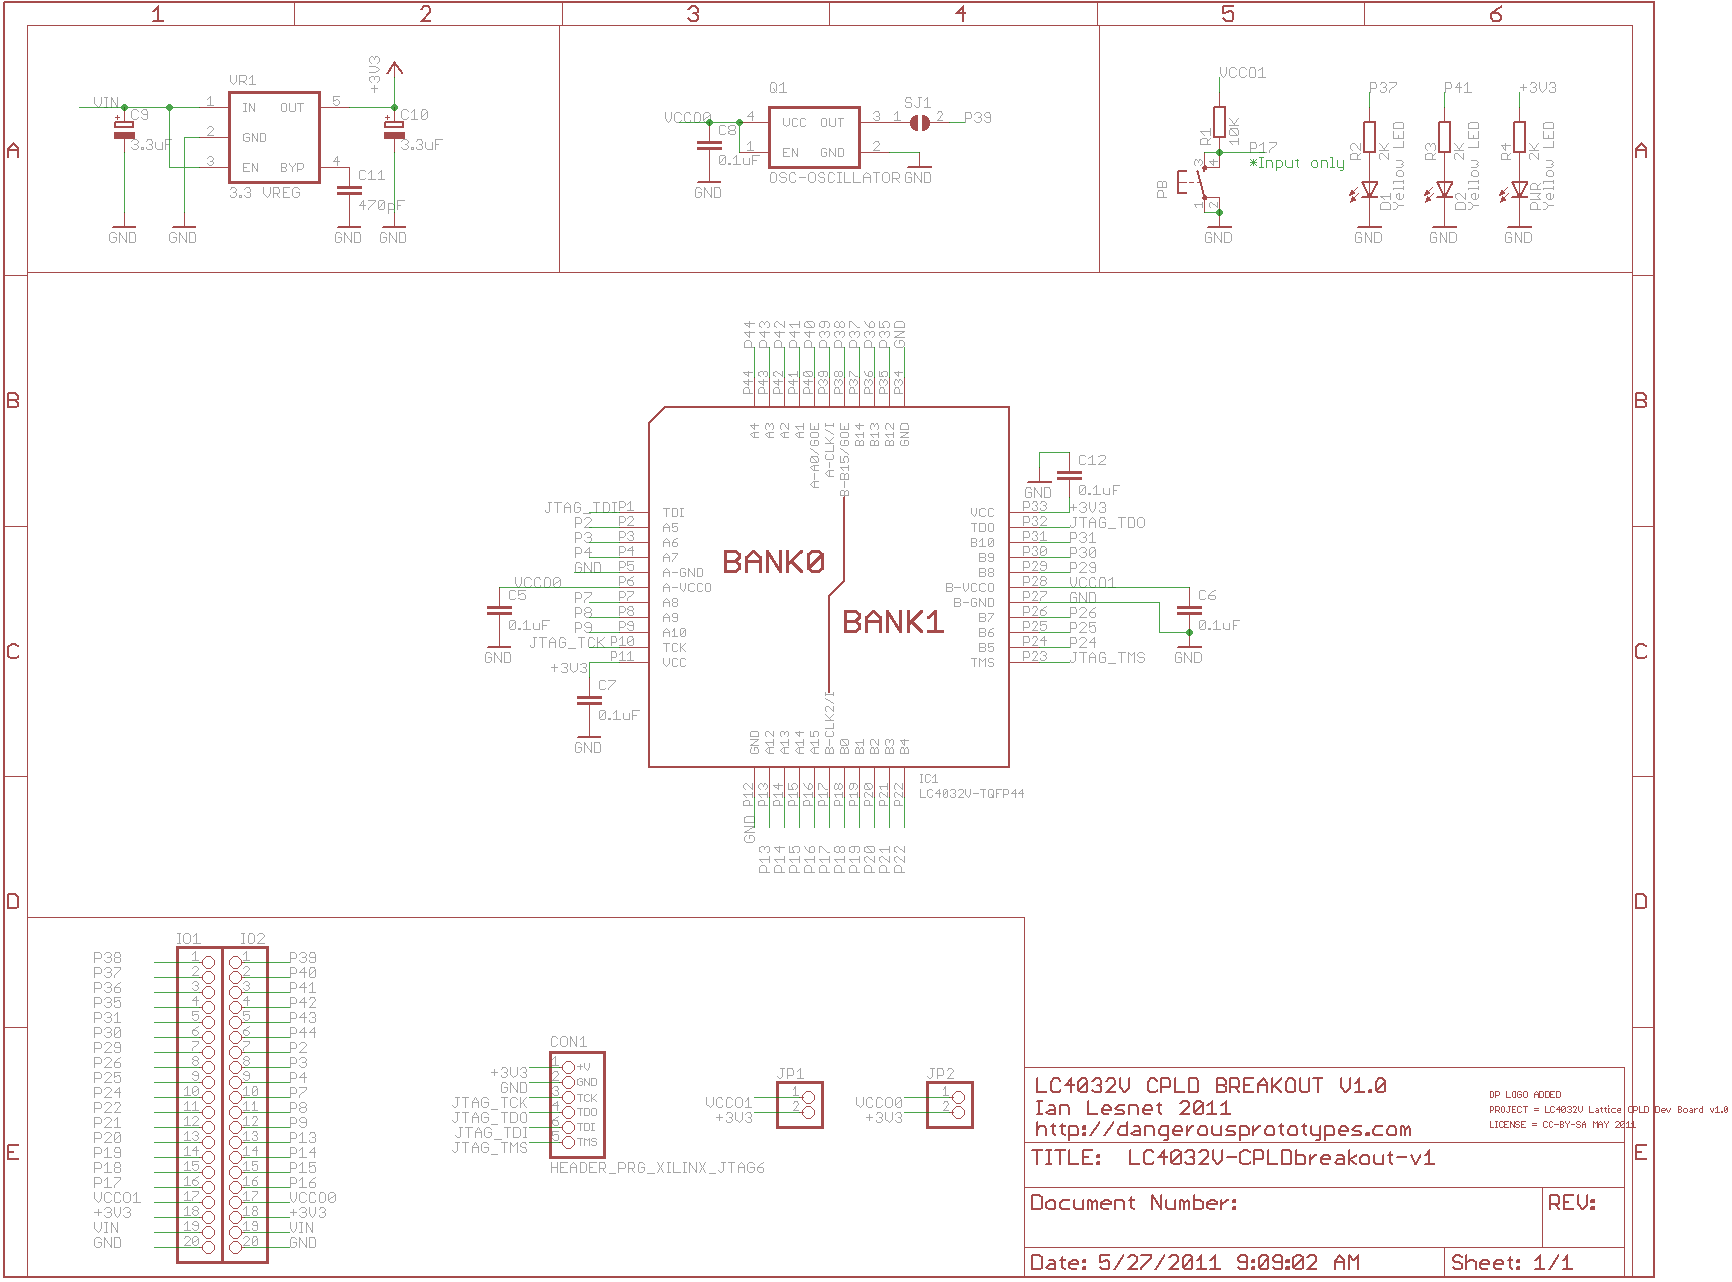 1 2 3 4 5 6
A
B
C
D
E
A
B
C
D
E
VR1
VIN
C9
3.3uF
1 IN OUT 5
2 GND
3 EN BYP 4
3.3 VREG
+3V3
C10
3.3uF
C11
470pF
GND GND GND GND
Q1
VCCO0
C8
0.1uF
4 VCC OUT 3
1 EN GND 2
OSC-OSCILLATOR
SJ1
1 2 P39
GND GND
VCCO1
R1
10K
P17
*Input only
PB
3 4
1 2
GND
P37 P41 +3V3
R2 2K
R3 2K
R4 2K
D1 Yellow LED
D2 Yellow LED
PWR Yellow LED
GND GND GND
P44 P43 P42 P41 P40 P39 P38 P37 P36 P35 GND
P44 P43 P42 P41 P40 P39 P38 P37 P36 P35 P34
A4 A3 A2 A1 A-A0/GOE A-CLK/I B-B15/GOE B14 B13 B12 GND
JTAG_TDI P1 TDI
P2 P2 A5
P3 P3 A6
P4 P4 A7
GND P5 A-GND
VCCO0 P6 A-VCCO
P7 P7 A8
P8 P8 A9
P9 P9 A10
JTAG_TCK P10 TCK
+3V3 P11 VCC
C5
0.1uF
GND
C7
0.1uF
GND
BANK0
BANK1
C12
0.1uF
GND
VCC P33 +3V3
TDO P32 JTAG_TDO
B10 P31 P31
B9 P30 P30
B8 P29 P29
B-VCCO P28 VCCO1
B-GND P27 GND
B7 P26 P26
B6 P25 P25
B5 P24 P24
TMS P23 JTAG_TMS
C6
0.1uF
GND
GND A12 A13 A14 A15 B-CLK2/I B0 B1 B2 B3 B4
P12 P13 P14 P15 P16 P17 P18 P19 P20 P21 P22
GND P13 P14 P15 P16 P17 P18 P19 P20 P21 P22
IC1
LC4032V-TQFP44
IO1 IO2
P38 1 1 P39
P37 2 2 P40
P36 3 3 P41
P35 4 4 P42
P31 5 5 P43
P30 6 6 P44
P29 7 7 P2
P26 8 8 P3
P25 9 9 P4
P24 10 10 P7
P22 11 11 P8
P21 12 12 P9
P20 13 13 P13
P19 14 14 P14
P18 15 15 P15
P17 16 16 P16
VCCO1 17 17 VCCO0
+3V3 18 18 +3V3
VIN 19 19 VIN
GND 20 20 GND
CON1
+3V3 1 +V
GND 2 GND
JTAG_TCK 3 TCK
JTAG_TDO 4 TDO
JTAG_TDI 5 TDI
JTAG_TMS 6 TMS
HEADER_PRG_XILINX_JTAG6
JP1
VCCO1 1
+3V3 2
JP2
VCCO0 1
+3V3 2
LC4032V CPLD BREAKOUT V1.0
Ian Lesnet 2011
http://dangerousprototypes.com
DP LOGO ADDED
PROJECT = LC4032V Lattice CPLD Dev Board v1.0
LICENSE = CC-BY-SA MAY 2011
TITLE: LC4032V-CPLDbreakout-v1
Document Number:
REV:
Date: 5/27/2011 9:09:02 AM
Sheet: 1/1